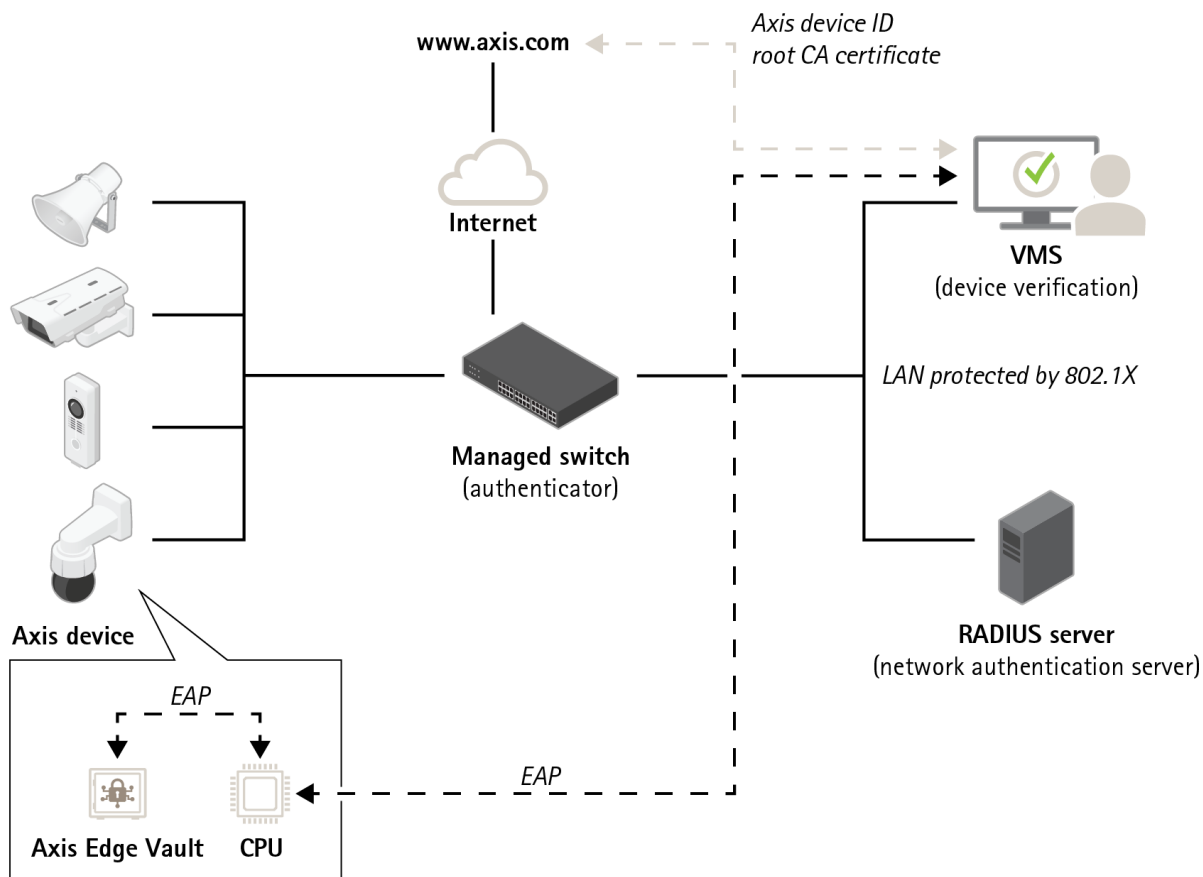 www.axis.com
Axis device ID
root CA certificate
Internet
VMS
(device verification)
LAN protected by 802.1X
Managed switch
(authenticator)
Axis device
RADIUS server
(network authentication server)
EAP
EAP
Axis Edge Vault
CPU